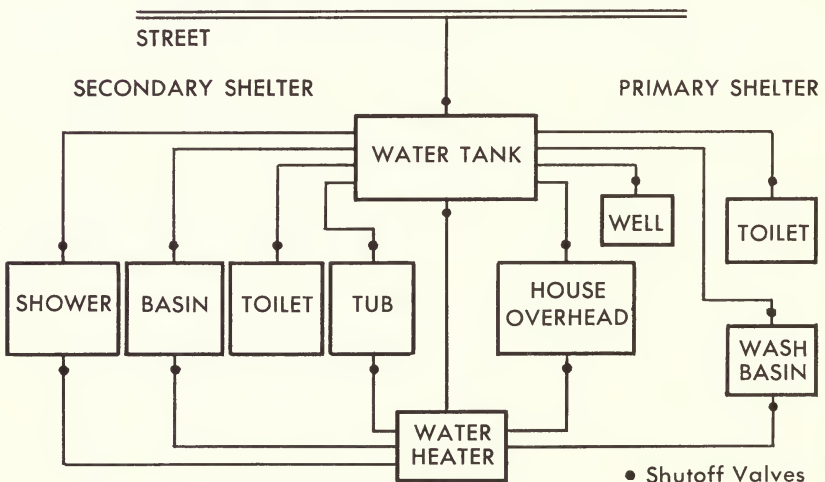 STREET
SECONDARY SHELTER
PRIMARY SHELTER
WATER TANK
WELL
TOILET
SHOWER
BASIN
TOILET
TUB
HOUSE
OVERHEAD
WASH
BASIN
WATER
HEATER
• Shutoff Valves